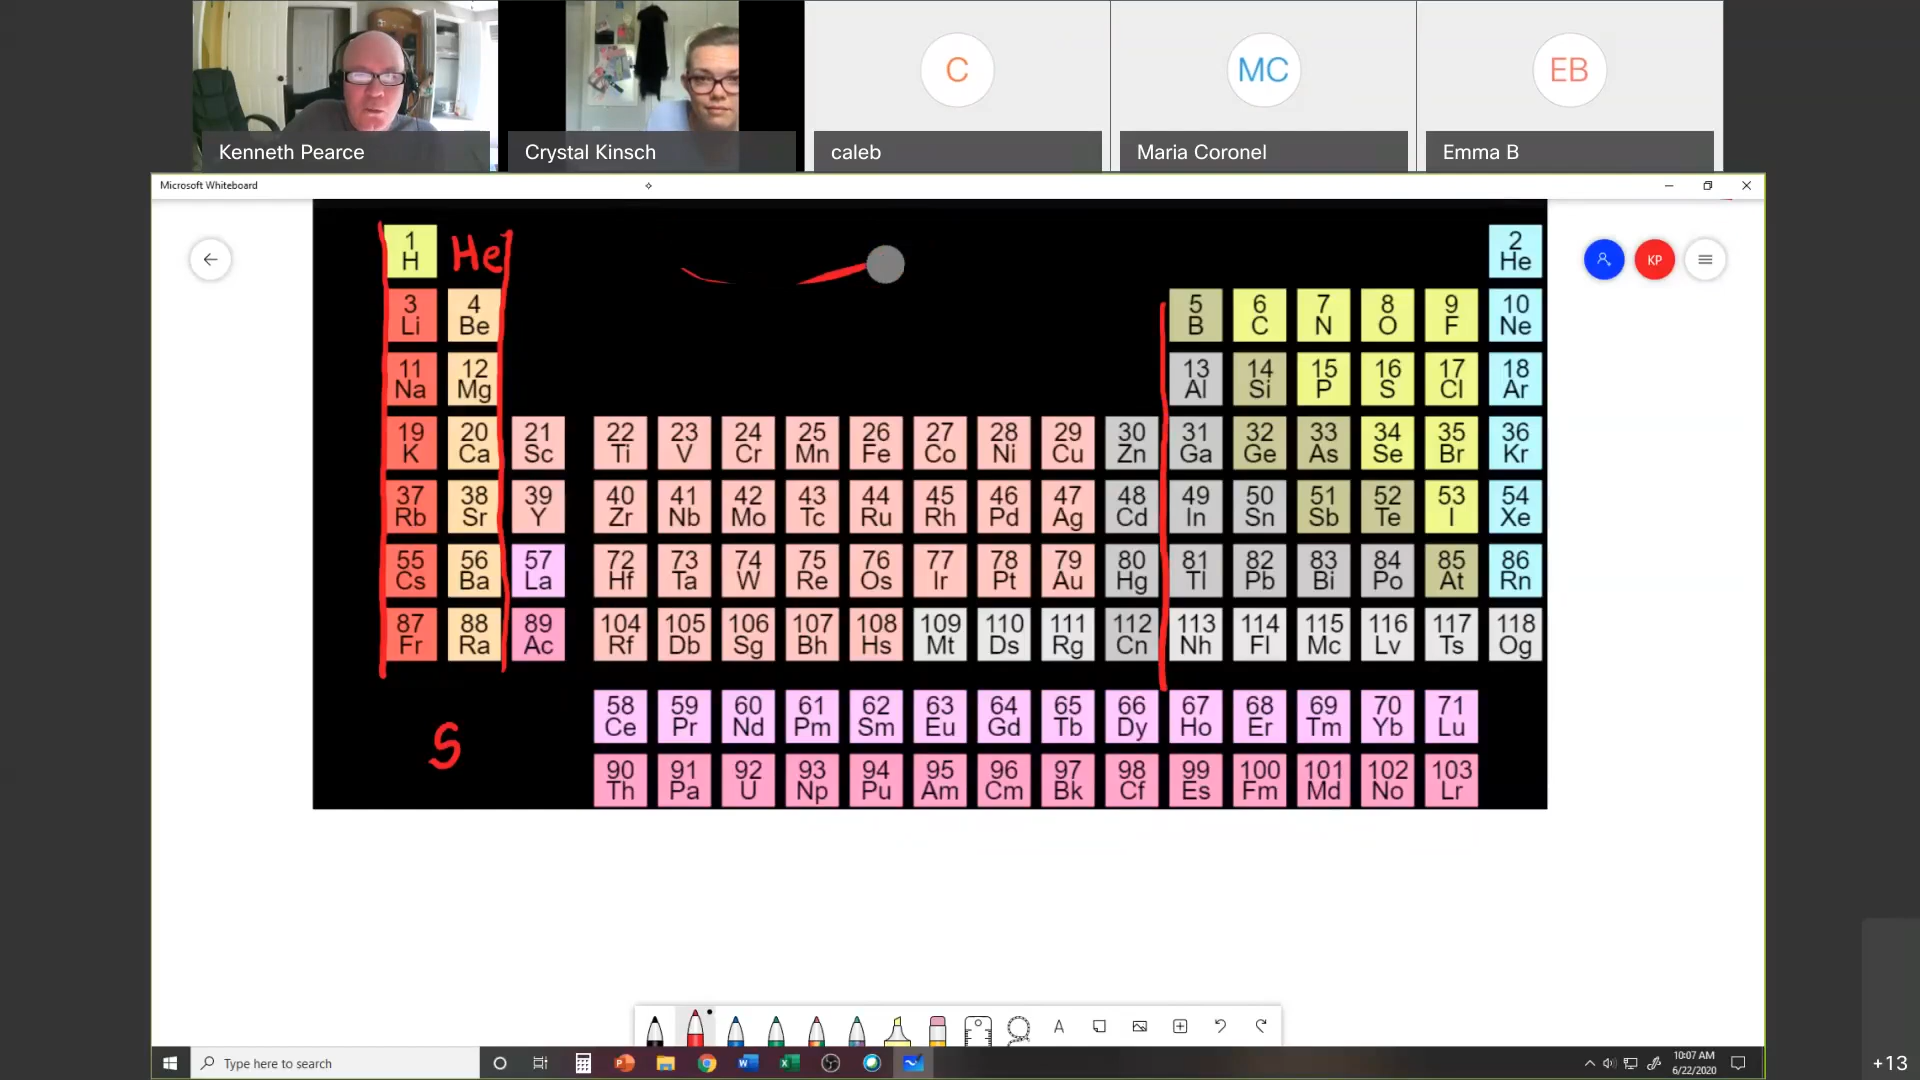 C MC EB
Kenneth Pearce Crystal Kinsch caleb Maria Coronel Emma B
Microsoft Whiteboard
1 2
H He He
KP
3 4 5 6 7 8 9 10
Li Be B C N O F Ne
11 12 13 14 15 16 17 18
Na Mg Al Si P S Cl Ar
19 20 21 22 23 24 25 26 27 28 29 30 31 32 33 34 35 36
K Ca Sc Ti V Cr Mn Fe Co Ni Cu Zn Ga Ge As Se Br Kr
37 38 39 40 41 42 43 44 45 46 47 48 49 50 51 52 53 54
Rb Sr Y Zr Nb Mo Tc Ru Rh Pd Ag Cd In Sn Sb Te I Xe
55 56 57 72 73 74 75 76 77 78 79 80 81 82 83 84 85 86
Cs Ba La Hf Ta W Re Os Ir Pt Au Hg Tl Pb Bi Po At Rn
87 88 89 104 105 106 107 108 109 110 111 112 113 114 115 116 117 118
Fr Ra Ac Rf Db Sg Bh Hs Mt Ds Rg Cn Nh Fl Mc Lv Ts Og
58 59 60 61 62 63 64 65 66 67 68 69 70 71
Ce Pr Nd Pm Sm Eu Gd Tb Dy Ho Er Tm Yb Lu
S
90 91 92 93 94 95 96 97 98 99 100 101 102 103
Th Pa U Np Pu Am Cm Bk Cf Es Fm Md No Lr
A
Type here to search
10:07 AM
6/22/2020
+13